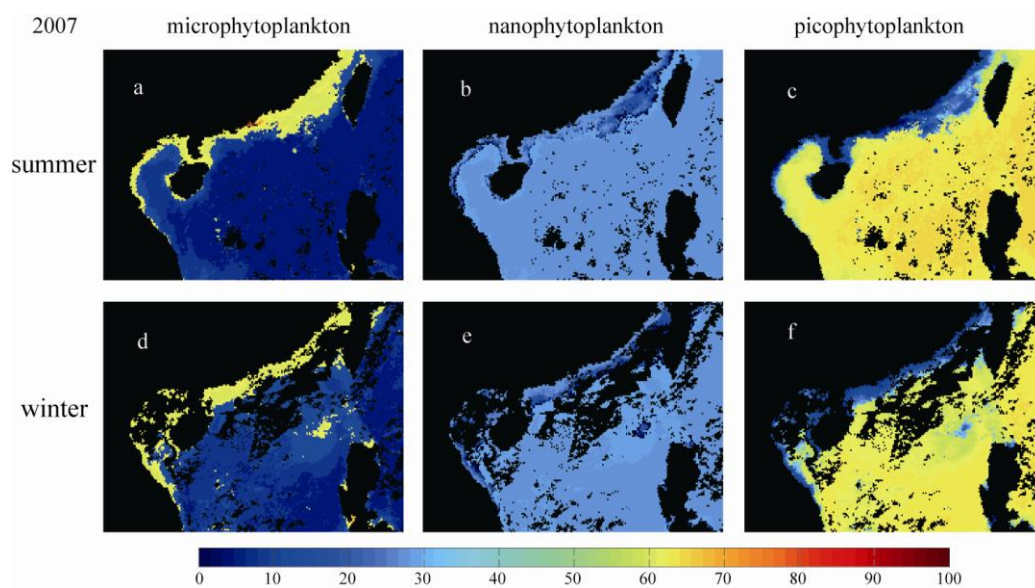 2007 microphytoplankton nanophytoplankton picophytoplankton
a b c
summer
d e f
winter
0 10 20 30 40 50 60 70 80 90 100